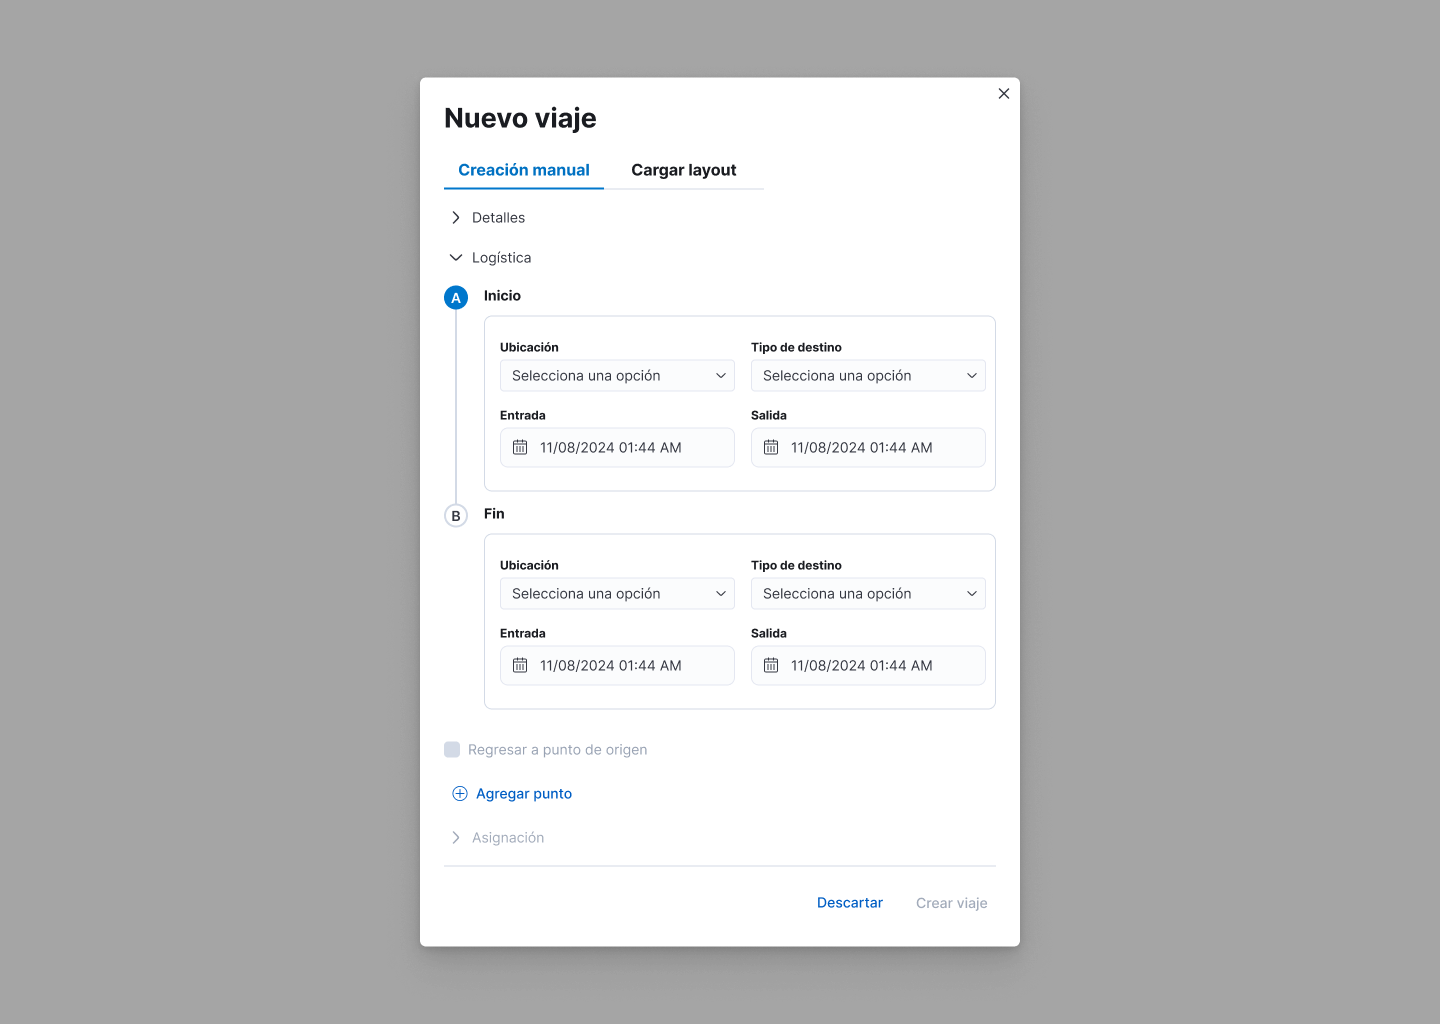 Nuevo viaje
Creación manual Cargar layout
Detalles
Logística
A Inicio
Ubicación Tipo de destino
Selecciona una opción Selecciona una opción
Entrada Salida
11/08/2024 01:44 AM 11/08/2024 01:44 AM
B Fin
Ubicación Tipo de destino
Selecciona una opción Selecciona una opción
Entrada Salida
11/08/2024 01:44 AM 11/08/2024 01:44 AM
Regresar a punto de origen
Agregar punto
Asignación
Descartar Crear viaje